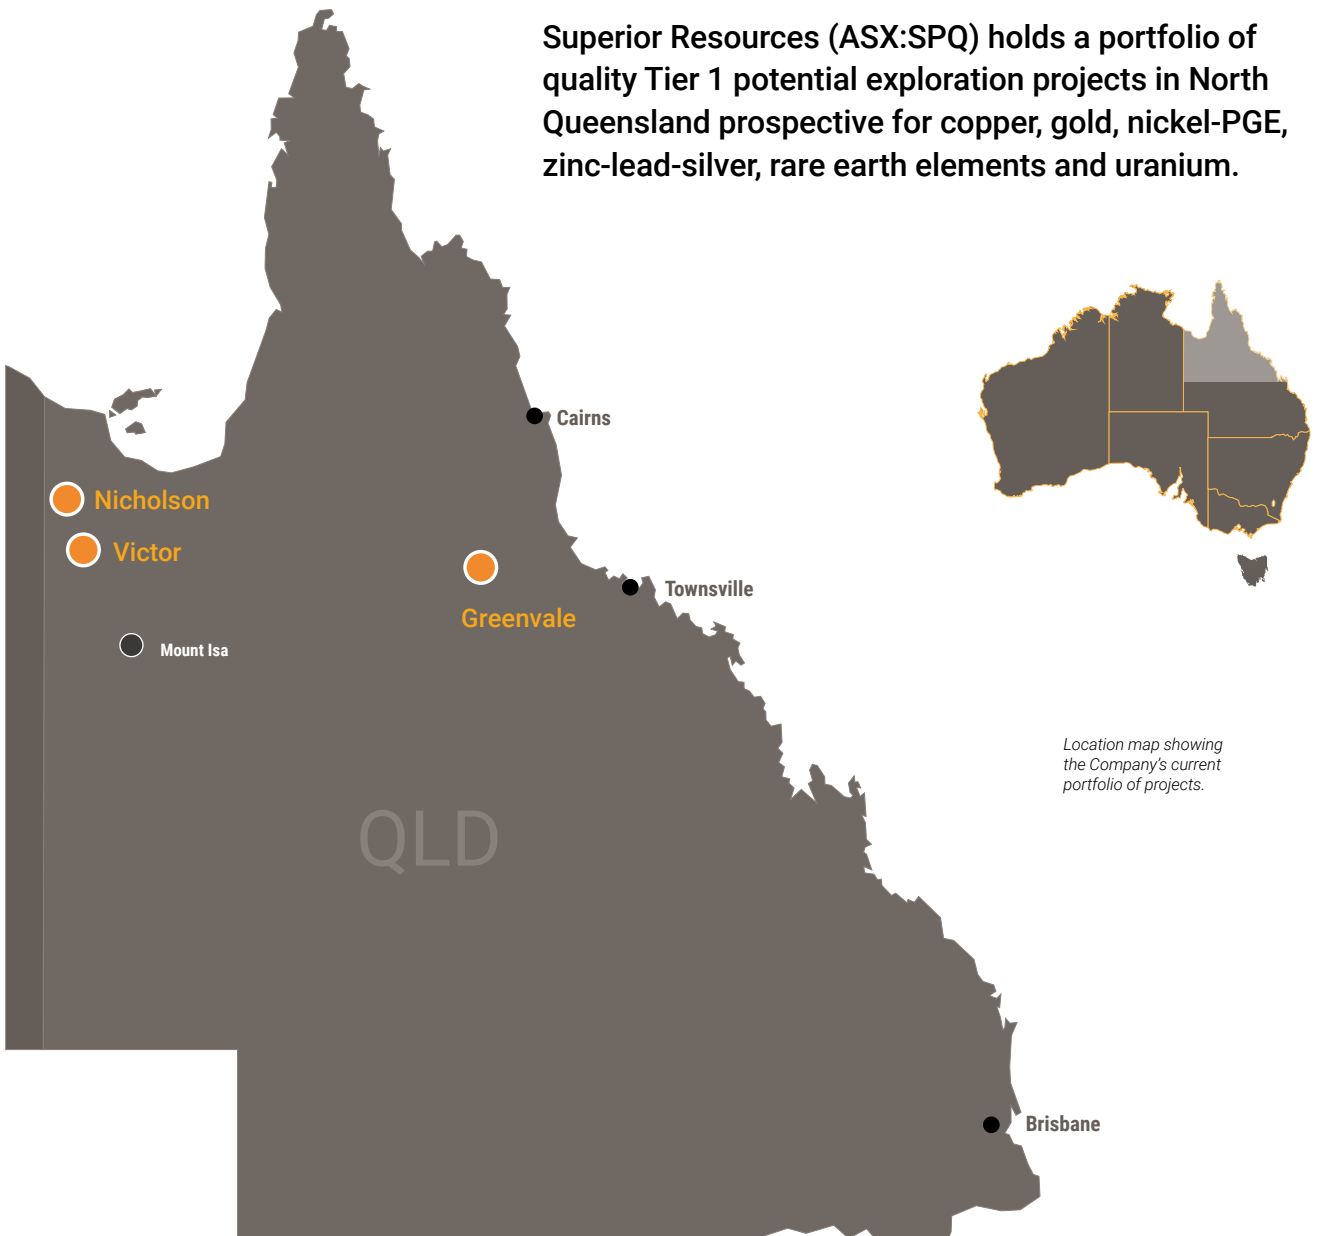 Superior Resources (ASX:SPQ) holds a portfolio of
quality Tier 1 potential exploration projects in North
Queensland prospective for copper, gold, nickel-PGE,
zinc-lead-silver, rare earth elements and uranium.
Cairns
Nicholson
Victor
Greenvale
Townsville
Mount Isa
Location map showing
the Company's current
portfolio of projects.
QLD
Brisbane